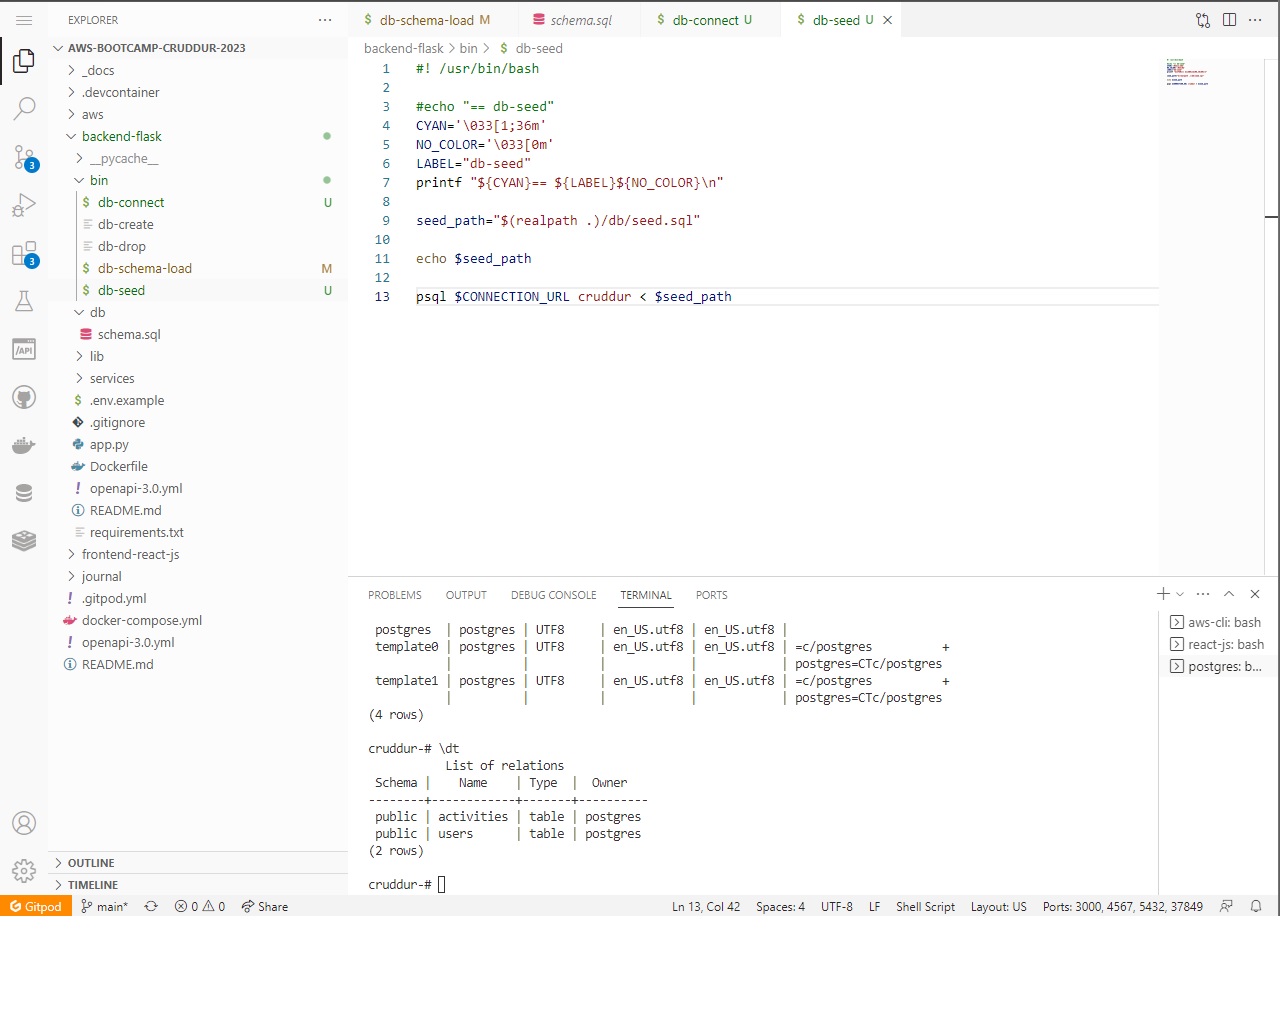 EXPLORER
AWS-BOOTCAMP-CRUDDUR-2023
_docs
.devcontainer
aws
backend-flask
__pycache__
bin
$ db-connect U
db-create
db-drop
$ db-schema-load M
$ db-seed U
db
schema.sql
lib
services
$ .env.example
.gitignore
app.py
Dockerfile
! openapi-3.0.yml
README.md
requirements.txt
frontend-react-js
journal
! .gitpod.yml
docker-compose.yml
! openapi-3.0.yml
README.md
OUTLINE
TIMELINE
3
3
/API
$ db-schema-load M
schema.sql
$ db-connect U
$ db-seed U
backend-flask > bin > $ db-seed
1 #! /usr/bin/bash
2
3 #echo "== db-seed"
4 CYAN='\033[1;36m'
5 NO_COLOR='\033[0m'
6 LABEL="db-seed"
7 printf "${CYAN}== ${LABEL}${NO_COLOR}\n"
8
9 seed_path="$(realpath .)/db/seed.sql"
10
11 echo $seed_path
12
13 psql $CONNECTION_URL cruddur < $seed_path
PROBLEMS OUTPUT DEBUG CONSOLE TERMINAL PORTS
postgres | postgres | UTF8 | en_US.utf8 | en_US.utf8 |
template0 | postgres | UTF8 | en_US.utf8 | en_US.utf8 | =c/postgres +
| | | | | postgres=CTc/postgres
template1 | postgres | UTF8 | en_US.utf8 | en_US.utf8 | =c/postgres +
| | | | | postgres=CTc/postgres
(4 rows)
cruddur-# \dt
List of relations
Schema | Name | Type | Owner
--------+------------+-------+----------
public | activities | table | postgres
public | users | table | postgres
(2 rows)
cruddur-#
aws-cli: bash
react-js: bash
postgres: b...
Gitpod main* 0 0 Share Ln 13, Col 42 Spaces: 4 UTF-8 LF Shell Script Layout: US Ports: 3000, 4567, 5432, 37849